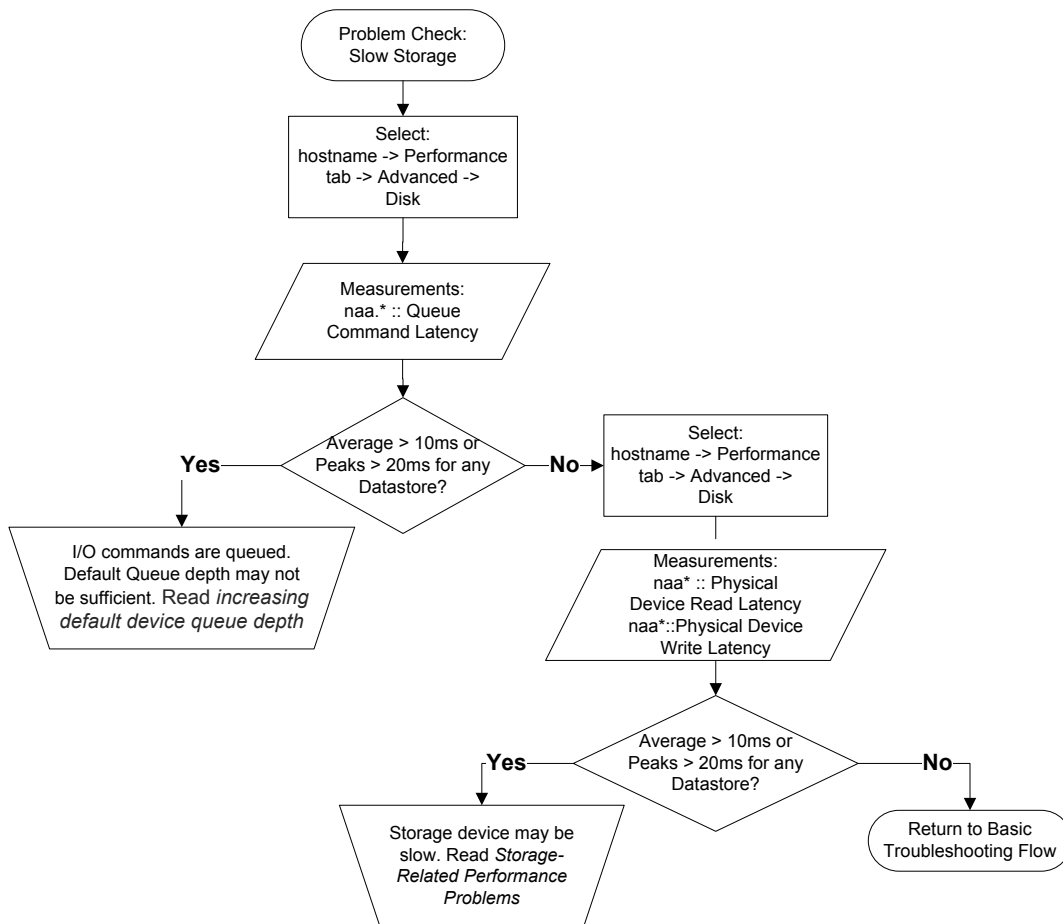 Problem Check:
Slow Storage
Select:
hostname -> Performance
tab -> Advanced ->
Disk
Measurements:
naa.* :: Queue
Command Latency
Average > 10ms or
Peaks > 20ms for any
Datastore?
Yes
No
I/O commands are queued.
Default Queue depth may not
be sufficient. Read increasing
default device queue depth
Select:
hostname -> Performance
tab -> Advanced ->
Disk
Measurements:
naa* :: Physical
Device Read Latency
naa*::Physical Device
Write Latency
Average > 10ms or
Peaks > 20ms for any
Datastore?
Yes
No
Storage device may be
slow. Read Storage-
Related Performance
Problems
Return to Basic
Troubleshooting Flow